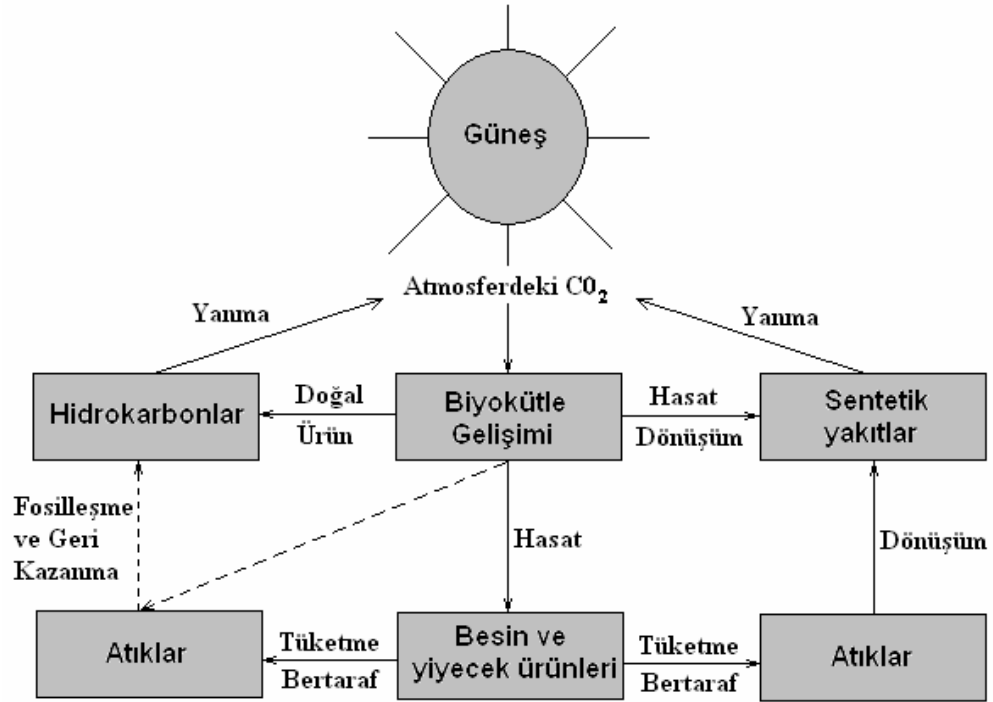 Güneş
Atmosferdeki C0₂
Yanma
Yanma
Hidrokarbonlar
Doğal
Ürün
Biyokütle
Gelişimi
Hasat
Dönüşüm
Sentetik
yakıtlar
Fosilleşme
ve Geri
Kazanma
Hasat
Dönüşüm
Atıklar
Tüketme
Bertaraf
Besin ve
yiyecek ürünleri
Tüketme
Bertaraf
Atıklar